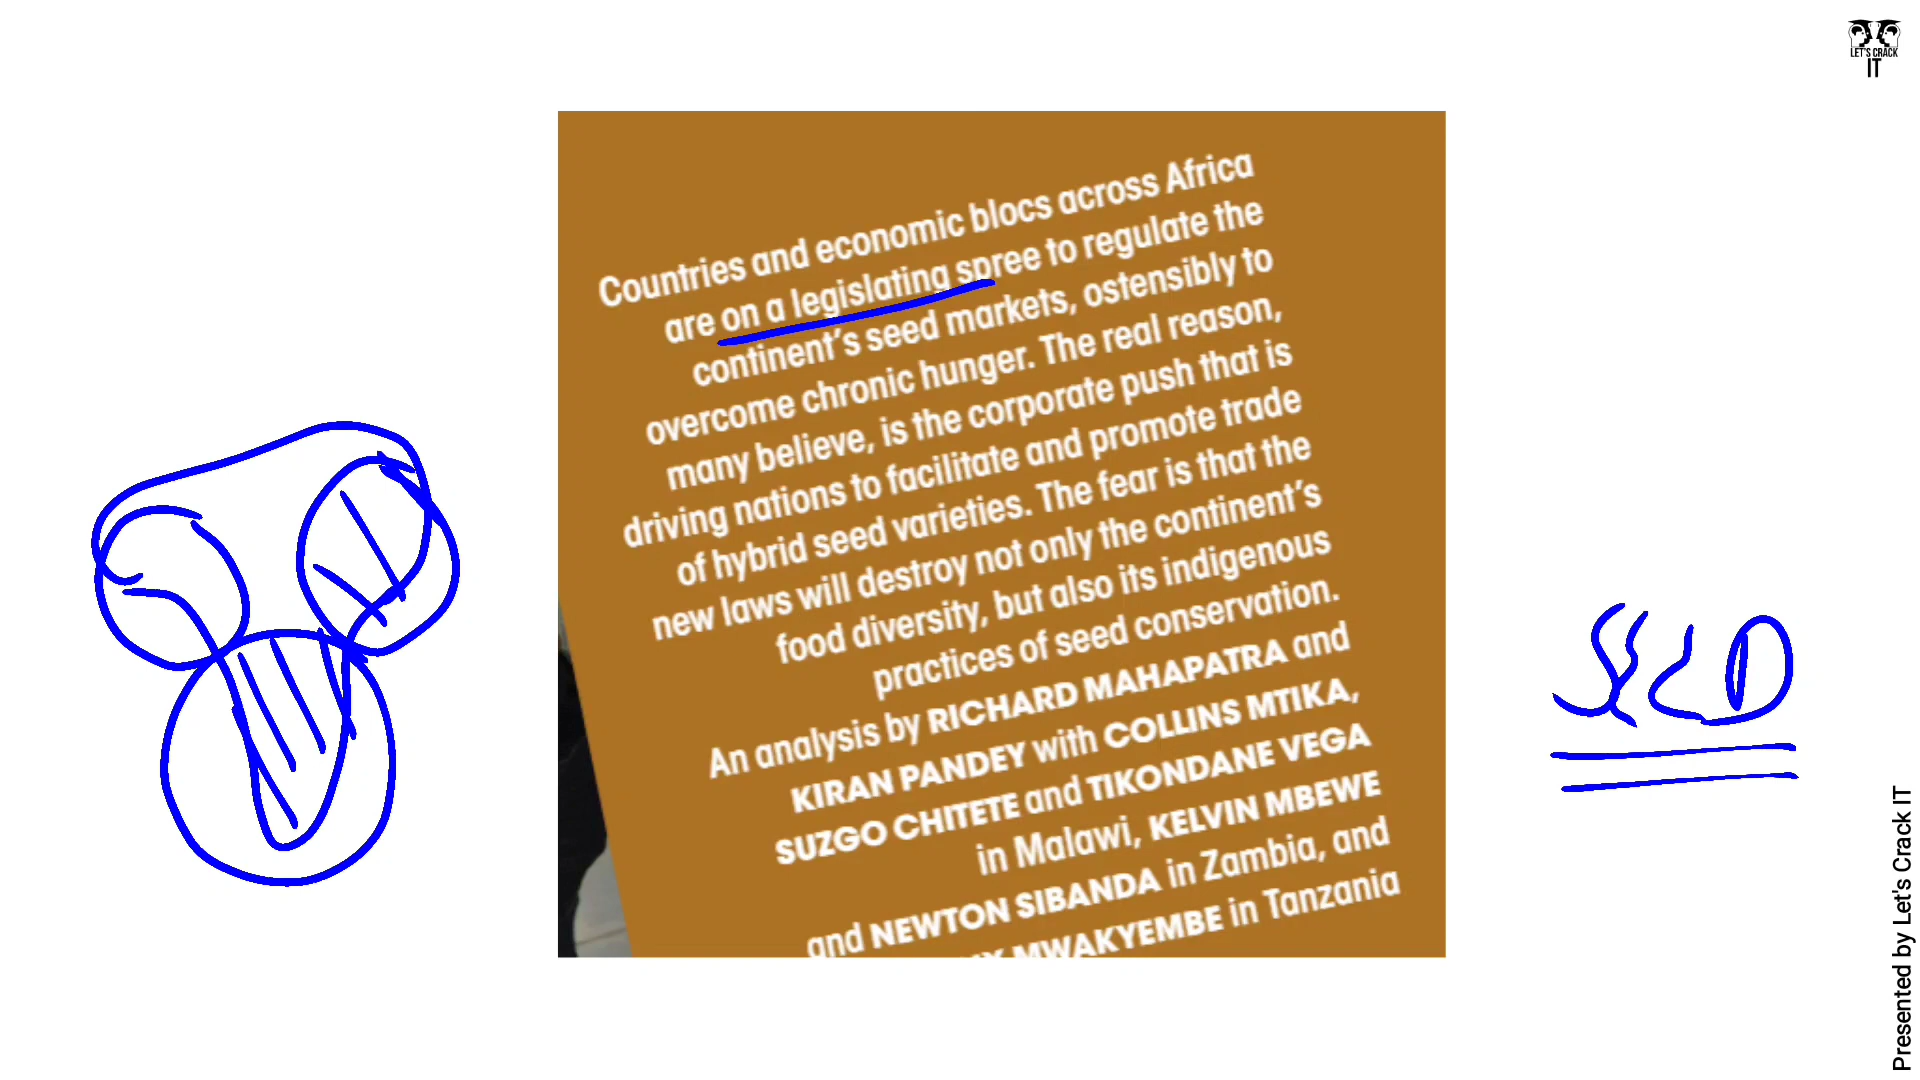 LET'S CRACK
IT
Countries and economic blocs across Africa
are on a legislating spree to regulate the
continent's seed markets, ostensibly to
overcome chronic hunger. The real reason,
many believe, is the corporate push that is
driving nations to facilitate and promote trade
of hybrid seed varieties. The fear is that the
new laws will destroy not only the continent's
food diversity, but also its indigenous
practices of seed conservation.
An analysis by RICHARD MAHAPATRA and
KIRAN PANDEY with COLLINS MTIKA,
SUZGO CHITETE and TIKONDANE VEGA
in Malawi, KELVIN MBEWE
and NEWTON SIBANDA in Zambia, and
MWAKYEMBE in Tanzania
Presented by Let's Crack IT